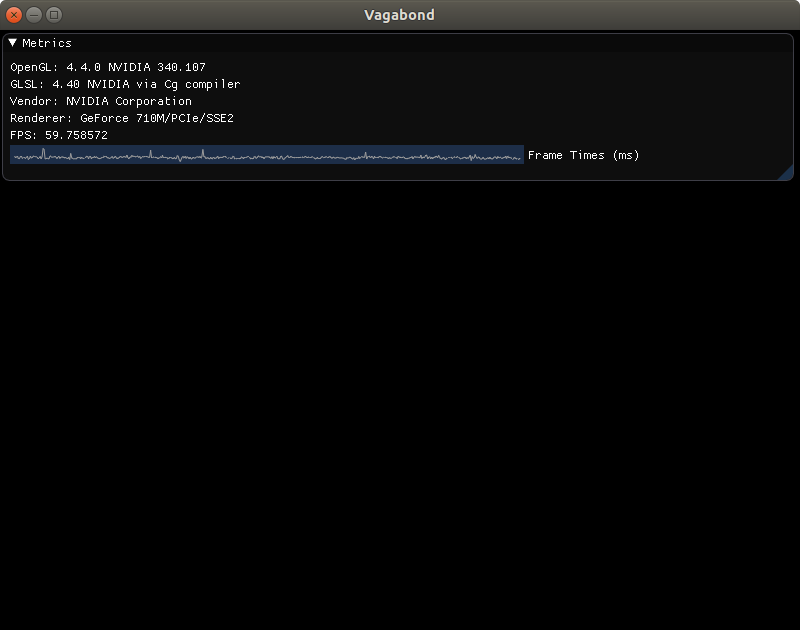 Vagabond
Metrics
OpenGL: 4.4.0 NVIDIA 340.107
GLSL: 4.40 NVIDIA via Cg compiler
Vendor: NVIDIA Corporation
Renderer: GeForce 710M/PCIe/SSE2
FPS: 59.758572
Frame Times (ms)